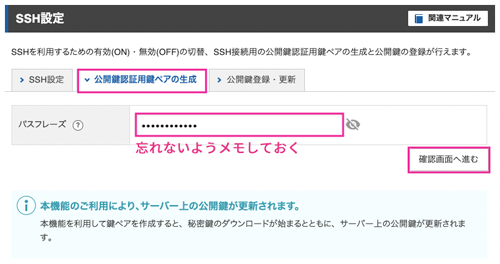 SSH設定
関連マニュアル
SSHを利用するための有効(ON)・無効(OFF)の切替、SSH接続用の公開鍵認証用鍵ペアの生成と公開鍵の登録が行えます。
SSH設定
公開鍵認証用鍵ペアの生成
公開鍵登録・更新
パスフレーズ ?
••••••••••••
忘れないようメモしておく
確認画面へ進む
本機能のご利用により、サーバー上の公開鍵が更新されます。
本機能を利用して鍵ペアを作成すると、秘密鍵のダウンロードが始まるとともに、サーバー上の公開鍵が更新されま
す。